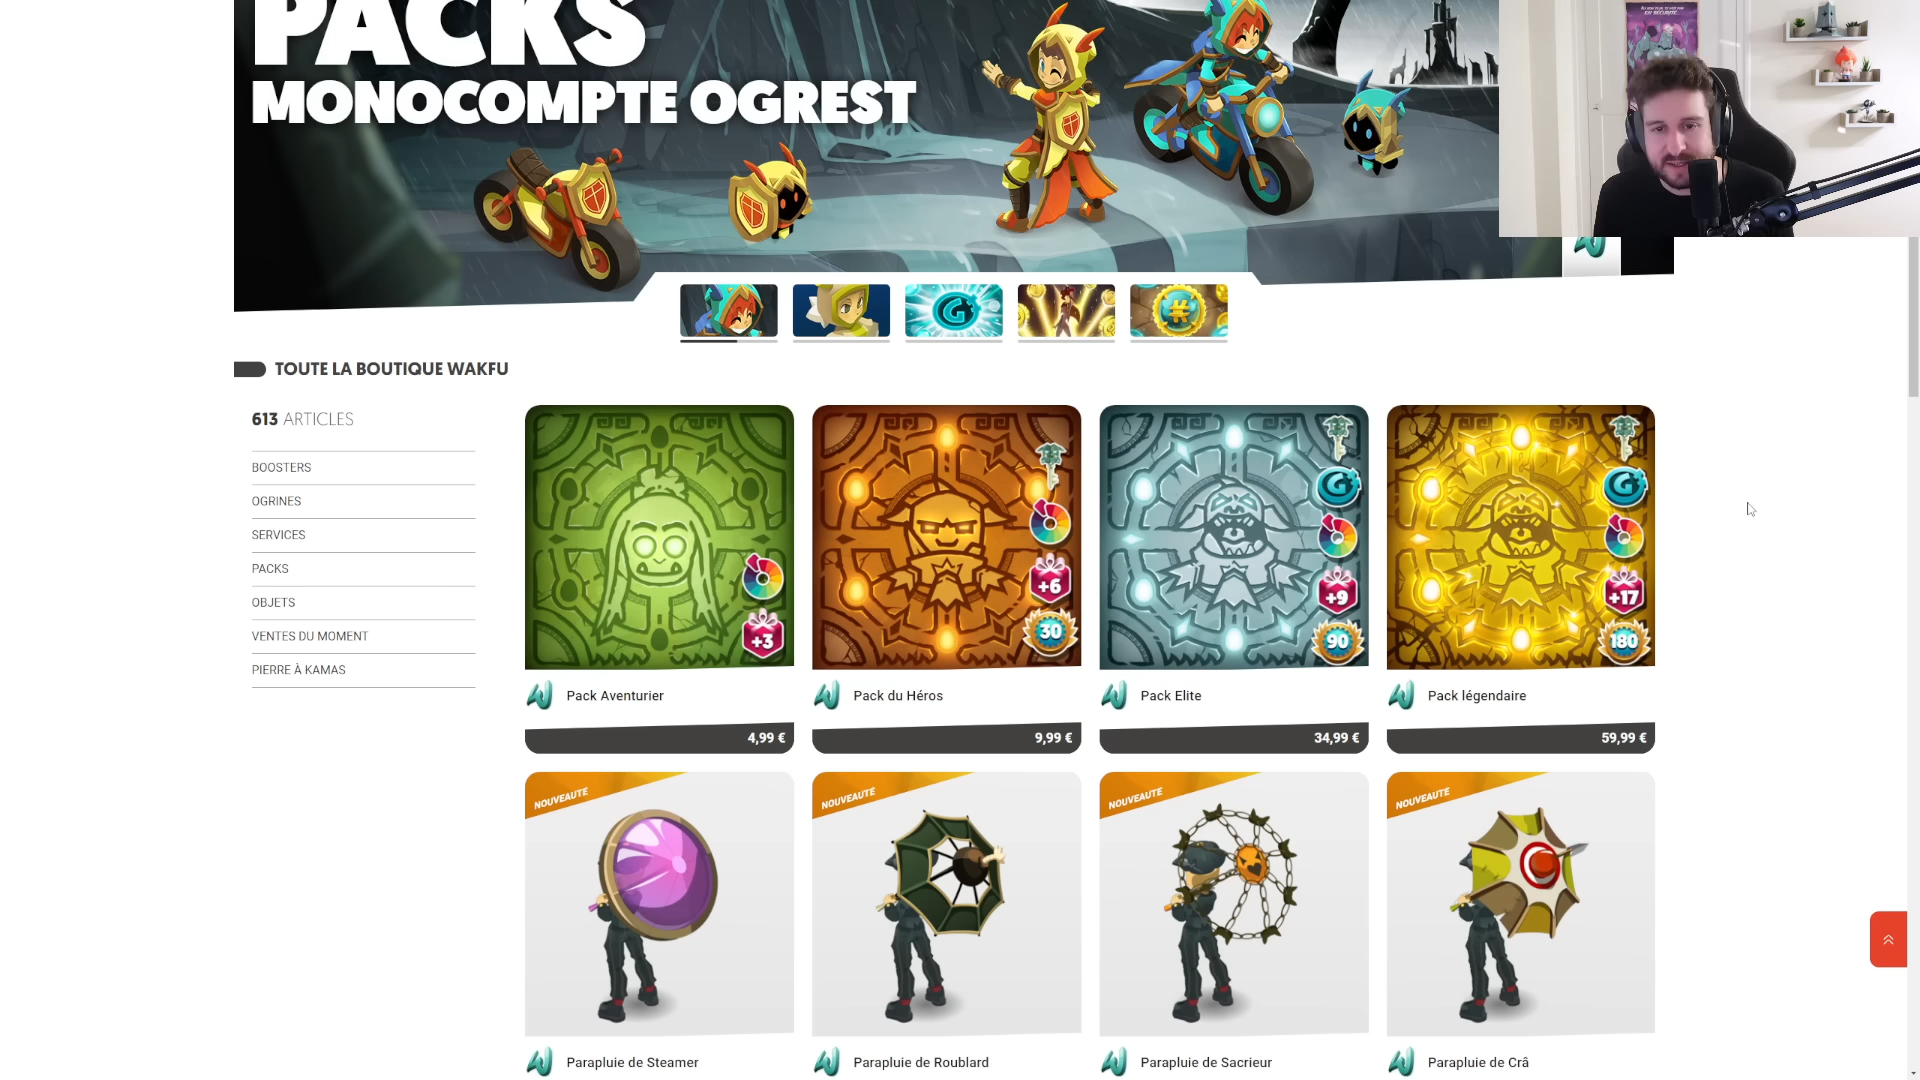 PACKS
MONOCOMPTE OGREST
TOUTE LA BOUTIQUE WAKFU
613 ARTICLES
BOOSTERS
OGRINES
SERVICES
PACKS
OBJETS
VENTES DU MOMENT
PIERRE À KAMAS
+3
+6
30
+9
90
+17
180
Pack Aventurier
Pack du Héros
Pack Elite
Pack légendaire
4,99 €
9,99 €
34,99 €
59,99 €
NOUVEAUTÉ
NOUVEAUTÉ
NOUVEAUTÉ
NOUVEAUTÉ
Parapluie de Steamer
Parapluie de Roublard
Parapluie de Sacrieur
Parapluie de Crâ